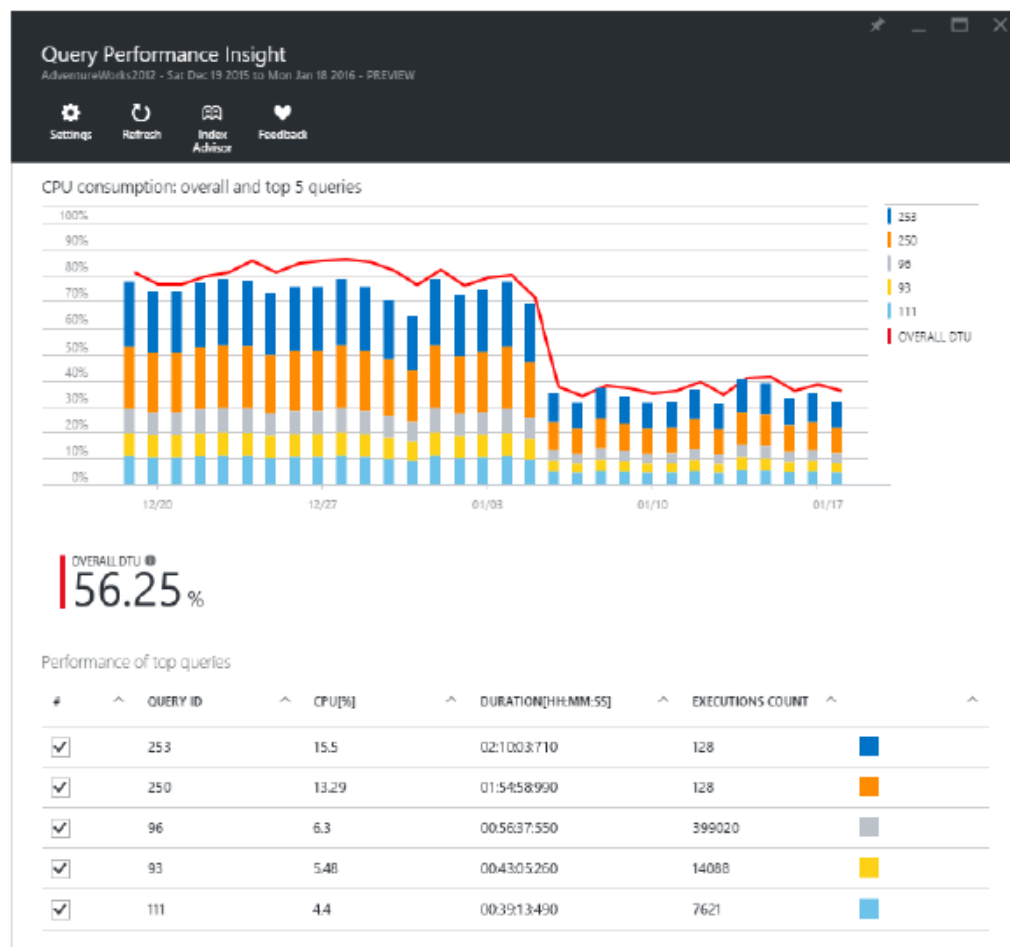 Query Performance Insight
AdventureWorks2012 - Sat Dec 19 2015 to Mon Jan 18 2016 - PREVIEW
Settings Refresh Index Advisor Feedback
CPU consumption: overall and top 5 queries
100%
90%
80%
70%
60%
50%
40%
30%
20%
10%
0%
12/20 12/27 01/03 01/10 01/17
253
250
96
93
111
OVERALL DTU
OVERALL DTU
56.25 %
Performance of top queries
# QUERY ID CPU[%] DURATION[HH:MM:SS] EXECUTIONS COUNT
253 15.5 02:10:03:710 128
250 13.29 01:54:58:990 128
96 6.3 00:56:37:550 399020
93 5.48 00:43:05:260 14088
111 4.4 00:39:13:490 7621